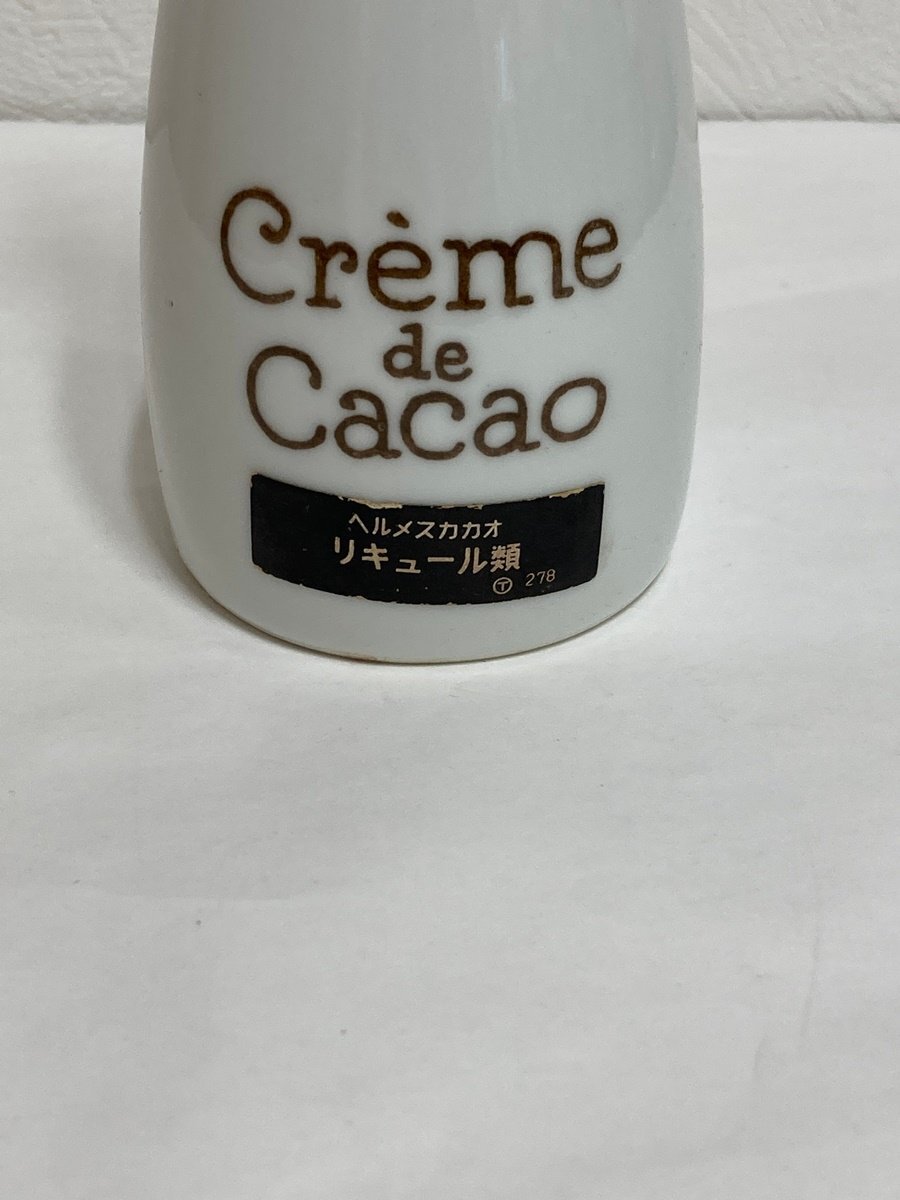 Crème
de
Cacao
ヘルメスカカオ
リキュール類
Ⓣ 278